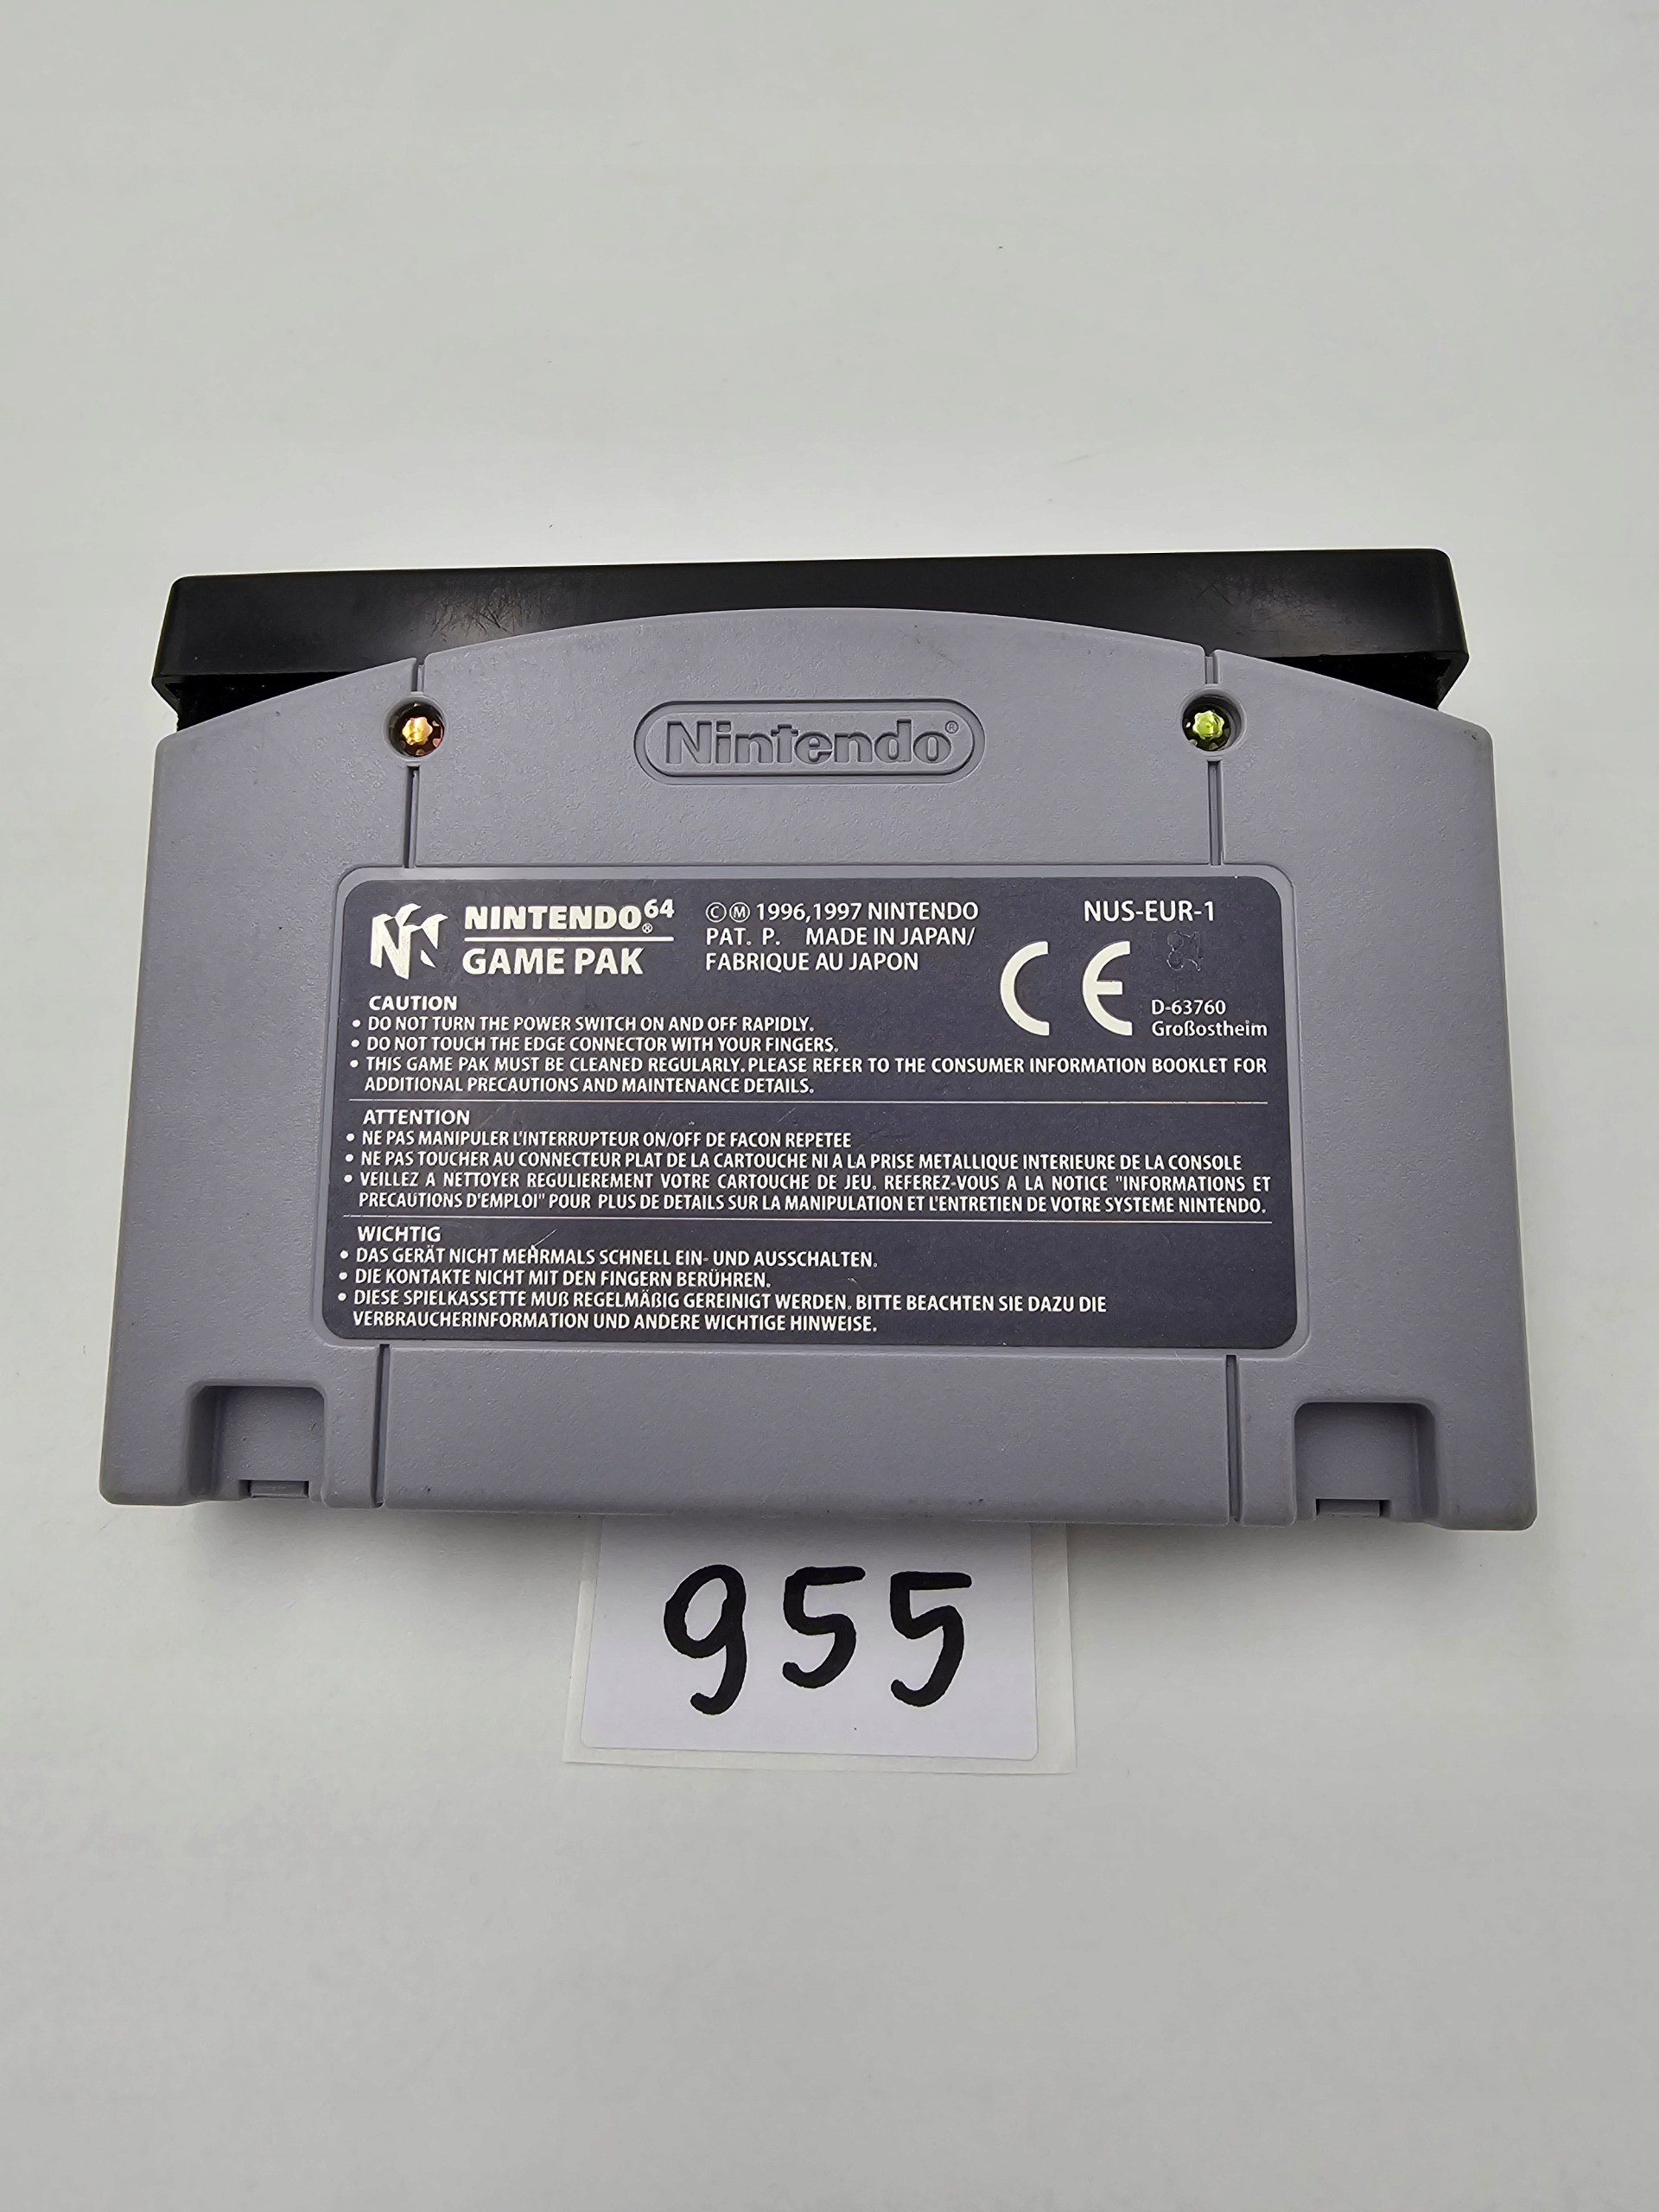 Nintendo®
NINTENDO64®
GAME PAK
©Ⓜ 1996,1997 NINTENDO
PAT. P. MADE IN JAPAN/
FABRIQUE AU JAPON
NUS-EUR-1
CE
D-63760
Großostheim
CAUTION
• DO NOT TURN THE POWER SWITCH ON AND OFF RAPIDLY.
• DO NOT TOUCH THE EDGE CONNECTOR WITH YOUR FINGERS.
• THIS GAME PAK MUST BE CLEANED REGULARLY. PLEASE REFER TO THE CONSUMER INFORMATION BOOKLET FOR
ADDITIONAL PRECAUTIONS AND MAINTENANCE DETAILS.
ATTENTION
• NE PAS MANIPULER L'INTERRUPTEUR ON/OFF DE FACON REPETEE
• NE PAS TOUCHER AU CONNECTEUR PLAT DE LA CARTOUCHE NI A LA PRISE METALLIQUE INTERIEURE DE LA CONSOLE
• VEILLEZ A NETTOYER REGULIEREMENT VOTRE CARTOUCHE DE JEU. REFEREZ-VOUS A LA NOTICE "INFORMATIONS ET
PRECAUTIONS D'EMPLOI" POUR PLUS DE DETAILS SUR LA MANIPULATION ET L'ENTRETIEN DE VOTRE SYSTEME NINTENDO.
WICHTIG
• DAS GERÄT NICHT MEHRMALS SCHNELL EIN- UND AUSSCHALTEN.
• DIE KONTAKTE NICHT MIT DEN FINGERN BERÜHREN.
• DIESE SPIELKASSETTE MUß REGELMÄßIG GEREINIGT WERDEN. BITTE BEACHTEN SIE DAZU DIE
VERBRAUCHERINFORMATION UND ANDERE WICHTIGE HINWEISE.
955